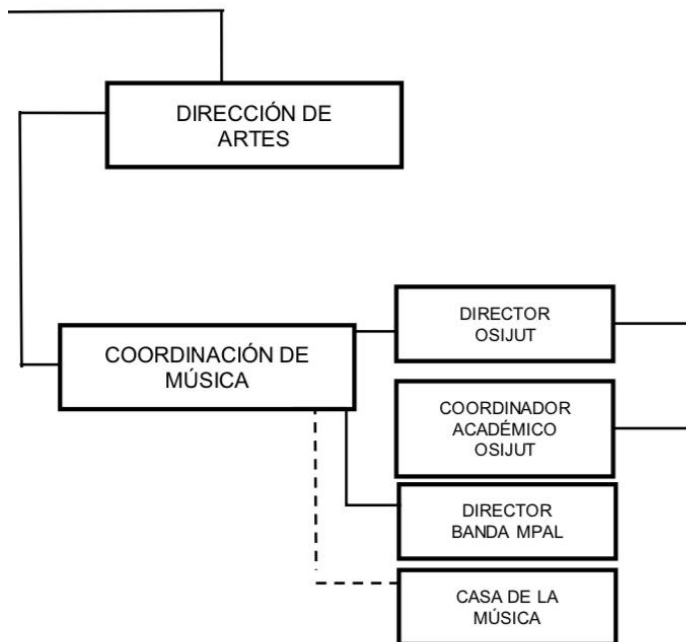 DIRECCIÓN DE
ARTES
COORDINACIÓN DE
MÚSICA
DIRECTOR
OSIJUT
COORDINADOR
ACADÉMICO
OSIJUT
DIRECTOR
BANDA MPAL
CASA DE LA
MÚSICA